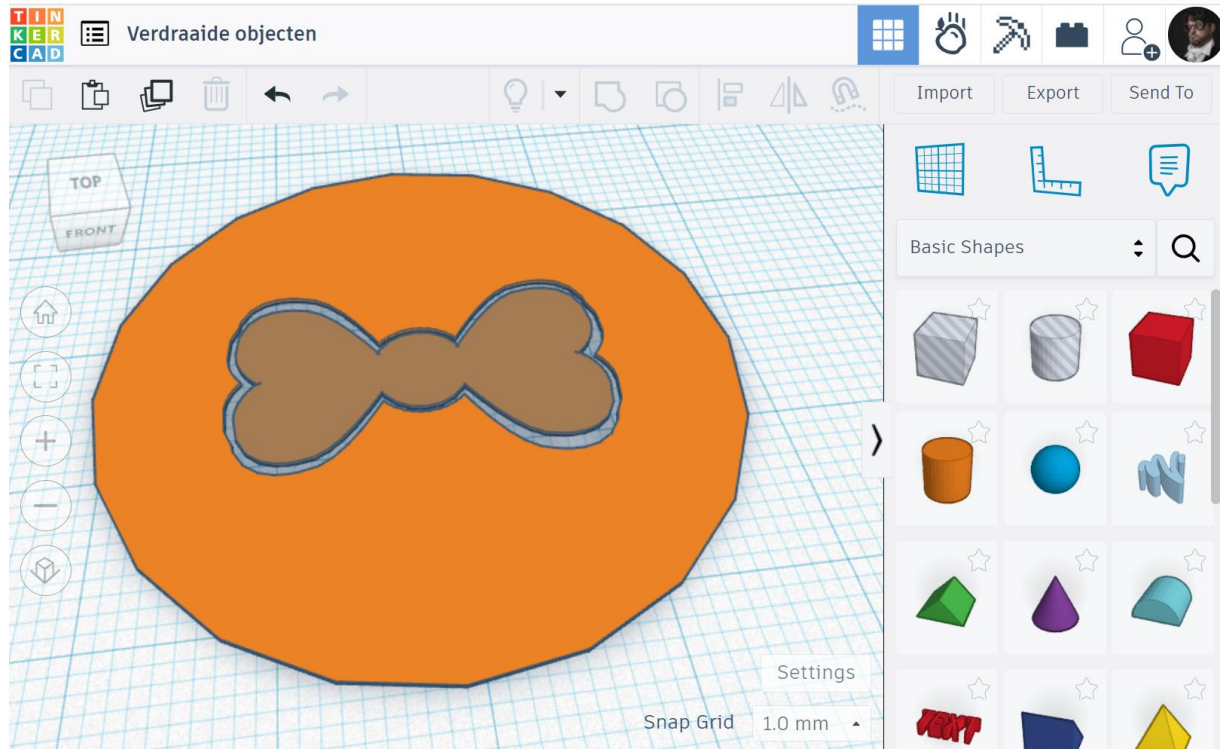 TIN
KER
CAD
Verdraaide objecten
Import
Export
Send To
TOP
FRONT
Basic Shapes
TEXT
Settings
Snap Grid
1.0 mm